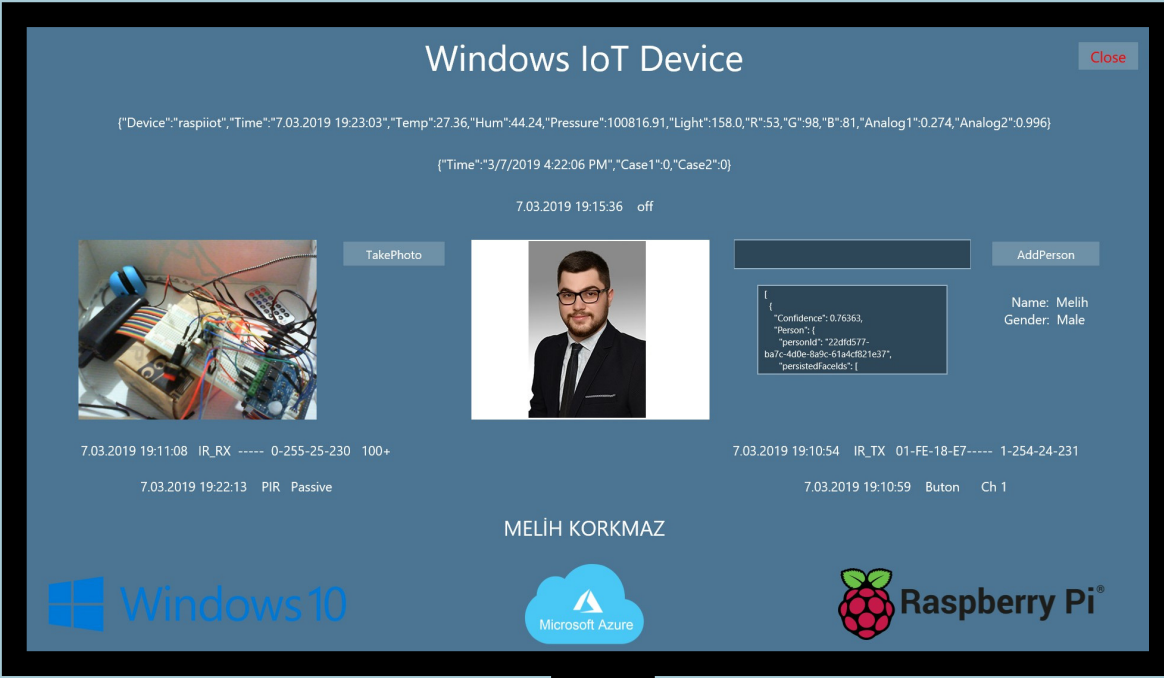 Windows IoT Device
Close
{"Device":"raspiiot","Time":"7.03.2019 19:23:03","Temp":27.36,"Hum":44.24,"Pressure":100816.91,"Light":158.0,"R":53,"G":98,"B":81,"Analog1":0.274,"Analog2":0.996}
{"Time":"3/7/2019 4:22:06 PM","Case1":0,"Case2":0}
7.03.2019 19:15:36 off
TakePhoto
AddPerson
[
{
"Confidence": 0.76363,
"Person": {
"personId": "22dfd577-
ba7c-4d0e-8a9c-61a4cf821e37",
"persistedFaceIds": [
Name: Melih
Gender: Male
7.03.2019 19:11:08 IR_RX ----- 0-255-25-230 100+
7.03.2019 19:10:54 IR_TX 01-FE-18-E7----- 1-254-24-231
7.03.2019 19:22:13 PIR Passive
7.03.2019 19:10:59 Buton Ch 1
MELİH KORKMAZ
Windows 10
Microsoft Azure
Raspberry Pi®